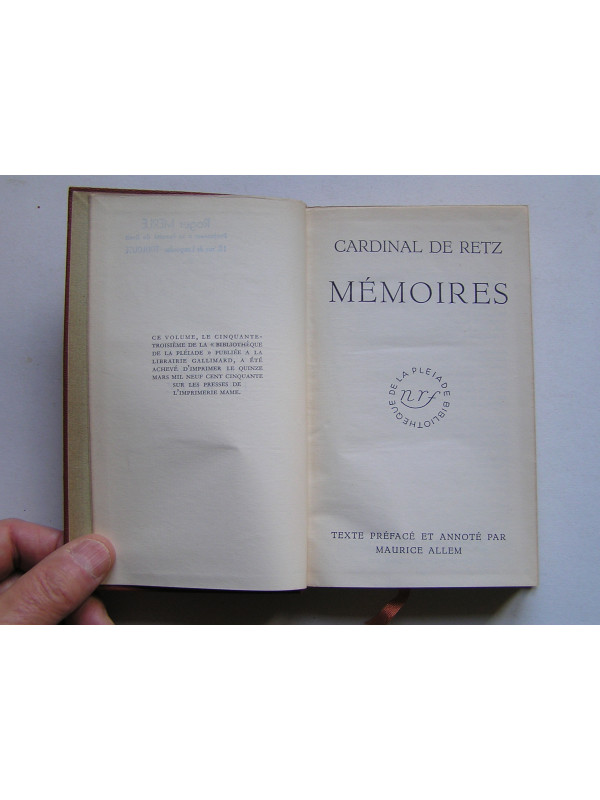 CE VOLUME, LE CINQUANTE-
TROISIÈME DE LA « BIBLIOTHÈQUE
DE LA PLÉIADE » PUBLIÉE A LA
LIBRAIRIE GALLIMARD, A ÉTÉ
ACHEVÉ D'IMPRIMER LE QUINZE
MARS MIL NEUF CENT CINQUANTE
SUR LES PRESSES DE
L'IMPRIMERIE MAME.
CARDINAL DE RETZ
MÉMOIRES
BIBLIOTHÈQUE DE LA PLEIADE
nrf
TEXTE PRÉFACÉ ET ANNOTÉ PAR
MAURICE ALLEM